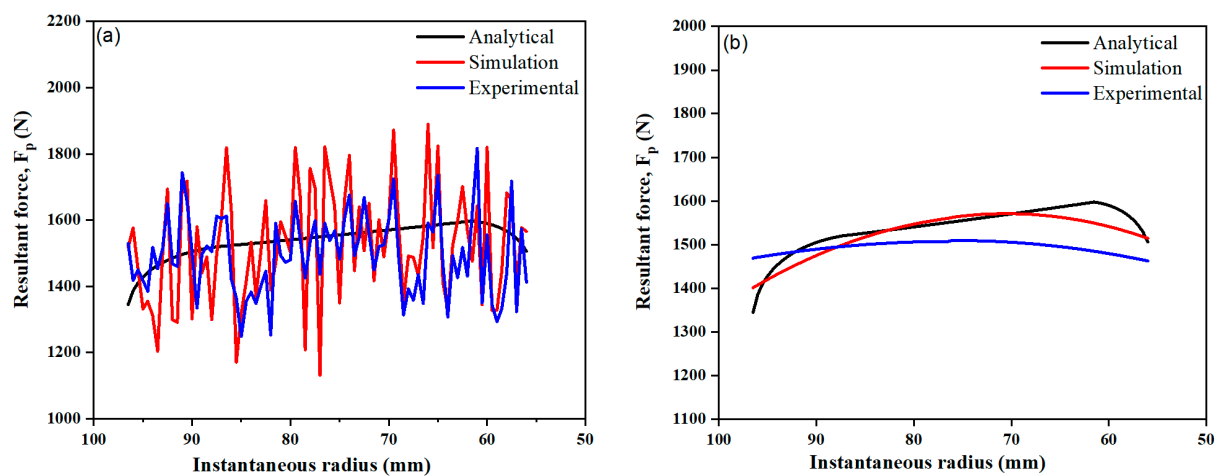 (a)
Analytical
Simulation
Experimental
Resultant force, Fp (N)
2200
2000
1800
1600
1400
1200
1000
100
90
80
70
60
50
Instantaneous radius (mm)
(b)
Analytical
Simulation
Experimental
Resultant force, Fp (N)
2000
1900
1800
1700
1600
1500
1400
1300
1200
1100
100
90
80
70
60
50
Instantaneous radius (mm)